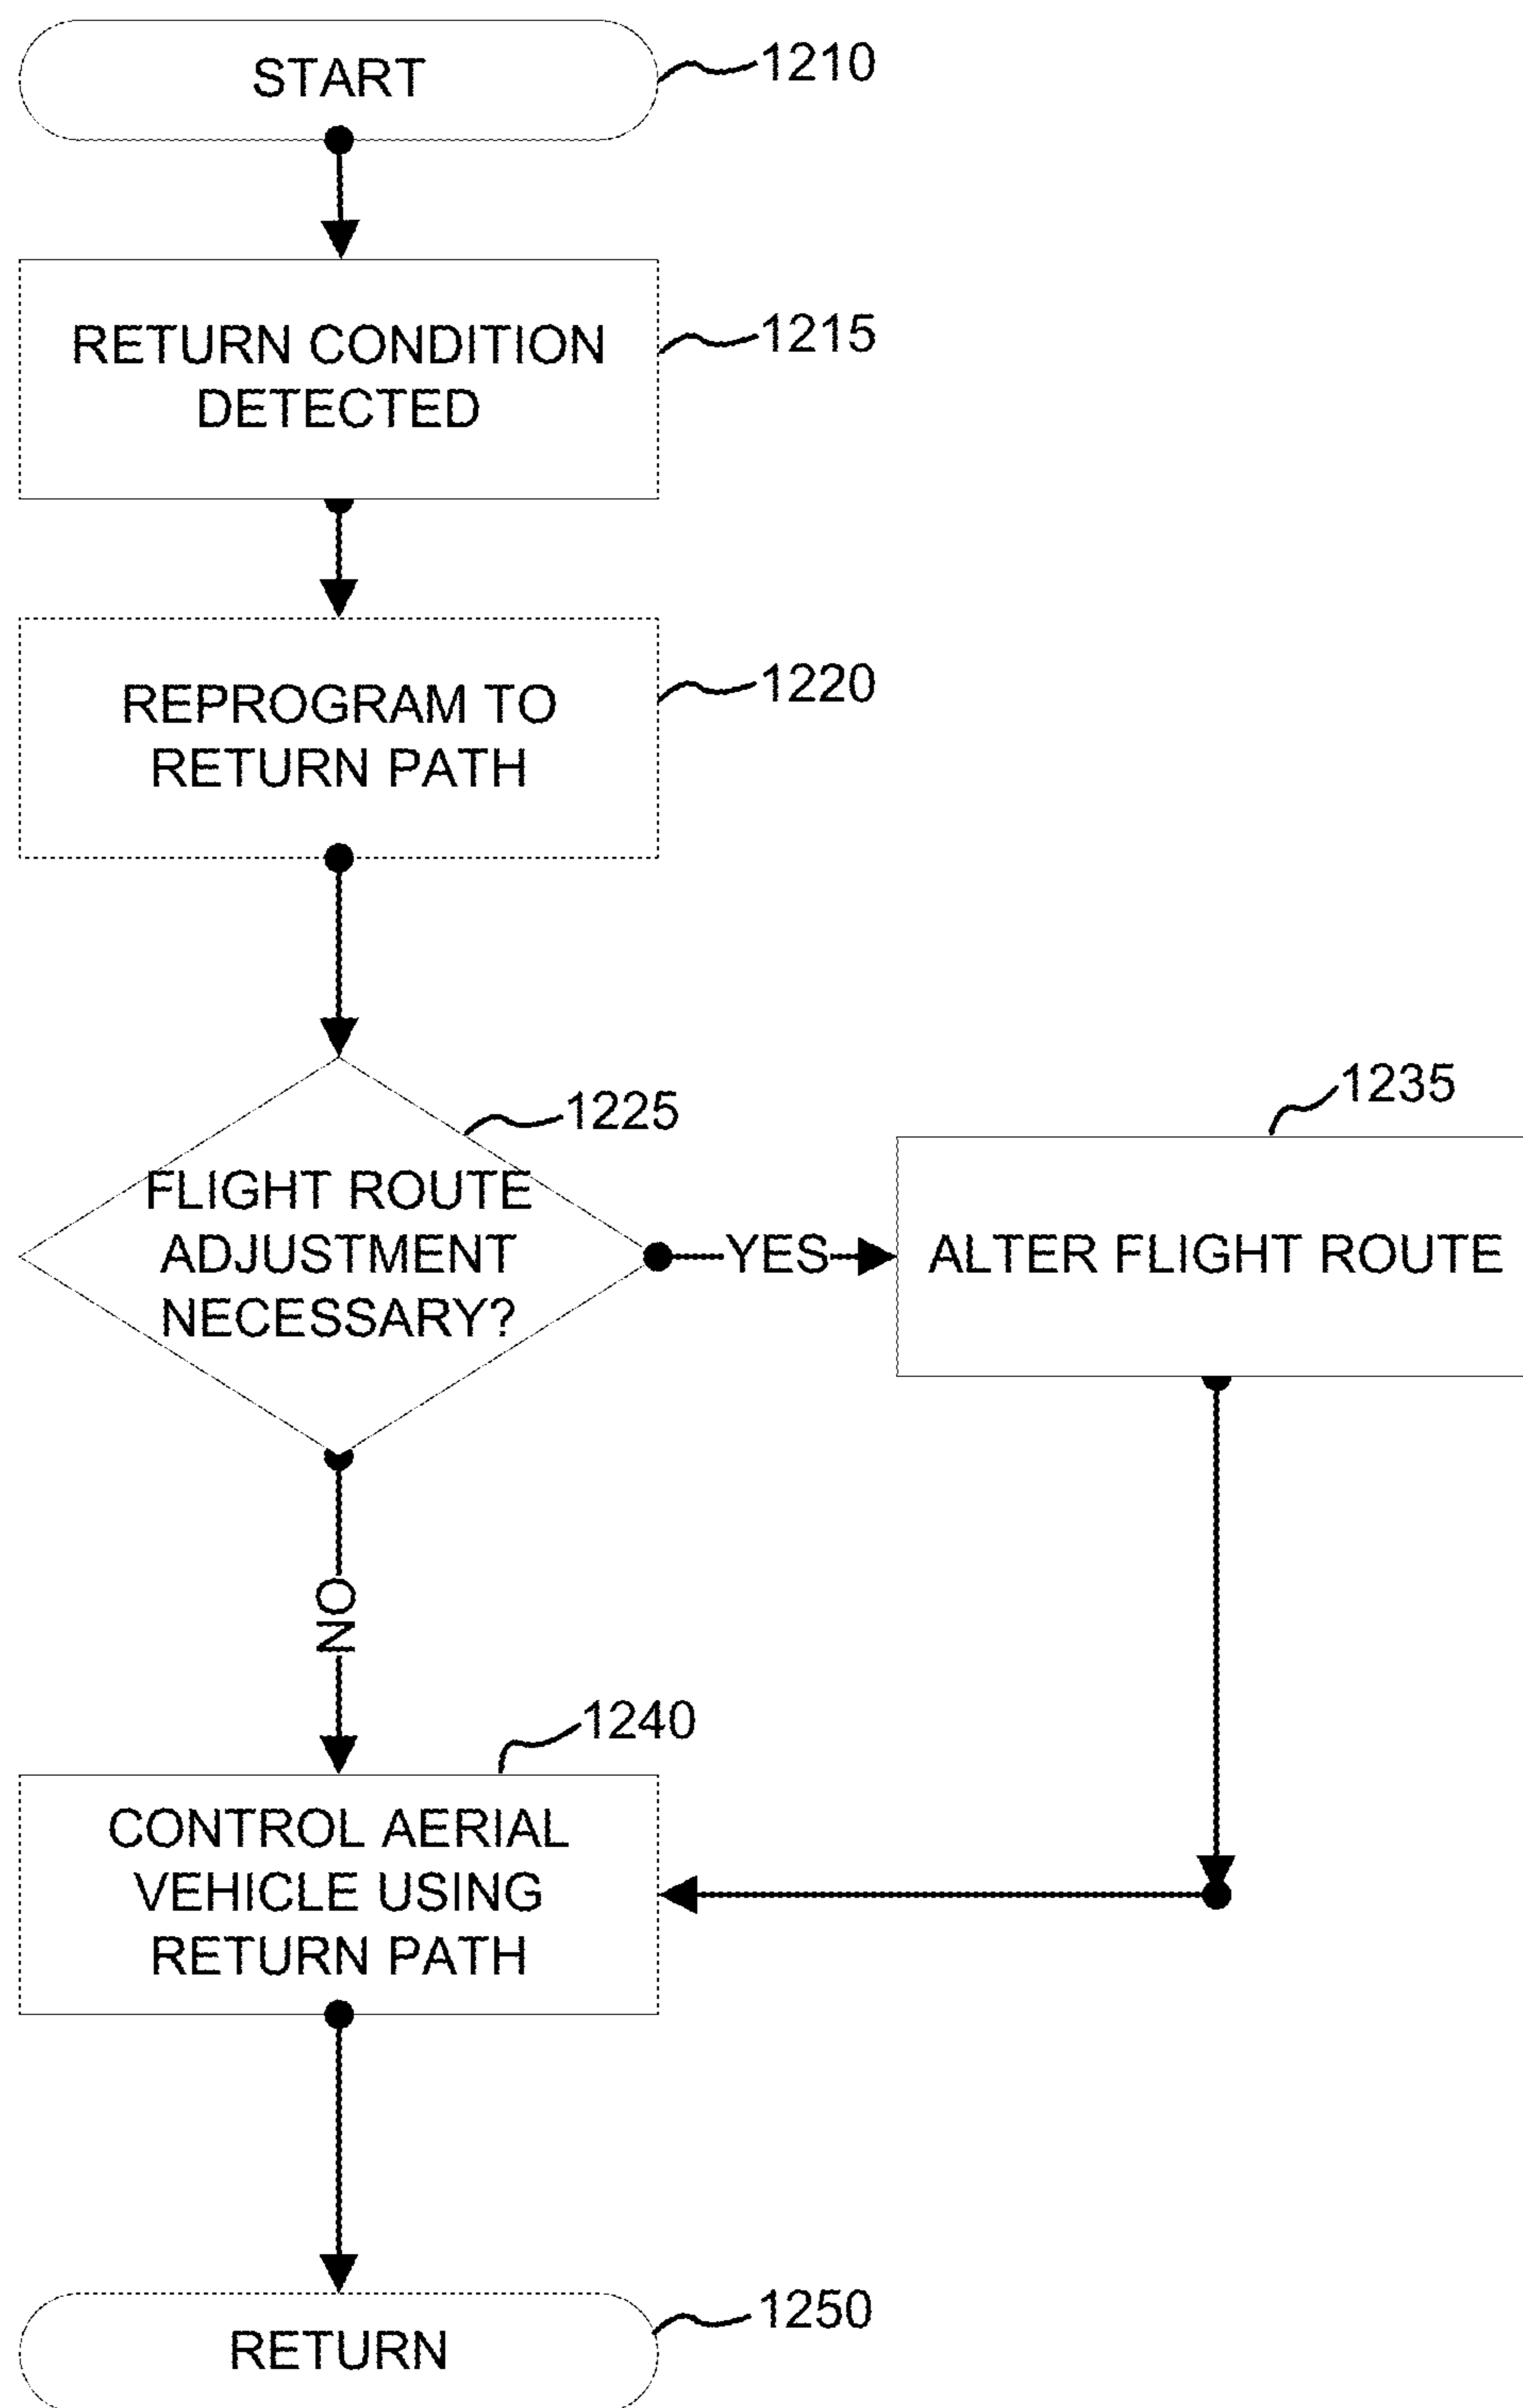 START
1210
RETURN CONDITION
DETECTED
1215
REPROGRAM TO
RETURN PATH
1220
1225
FLIGHT ROUTE
ADJUSTMENT
NECESSARY?
YES
1235
ALTER FLIGHT ROUTE
NO
1240
CONTROL AERIAL
VEHICLE USING
RETURN PATH
RETURN
1250